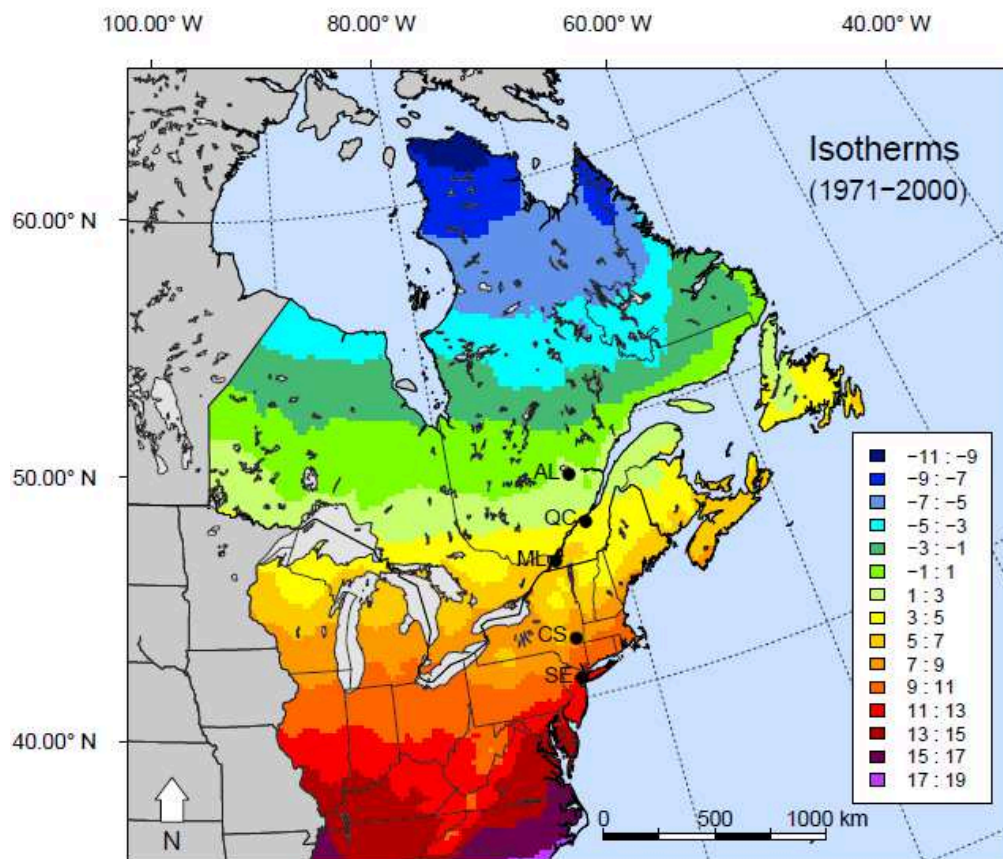 100.00° W 80.00° W 60.00° W 40.00° W
Isotherms
(1971−2000)
60.00° N
50.00° N
40.00° N
AL
QC
ML
CS
SE
−11 : −9
−9 : −7
−7 : −5
−5 : −3
−3 : −1
−1 : 1
1 : 3
3 : 5
5 : 7
7 : 9
9 : 11
11 : 13
13 : 15
15 : 17
17 : 19
N
0 500 1000 km